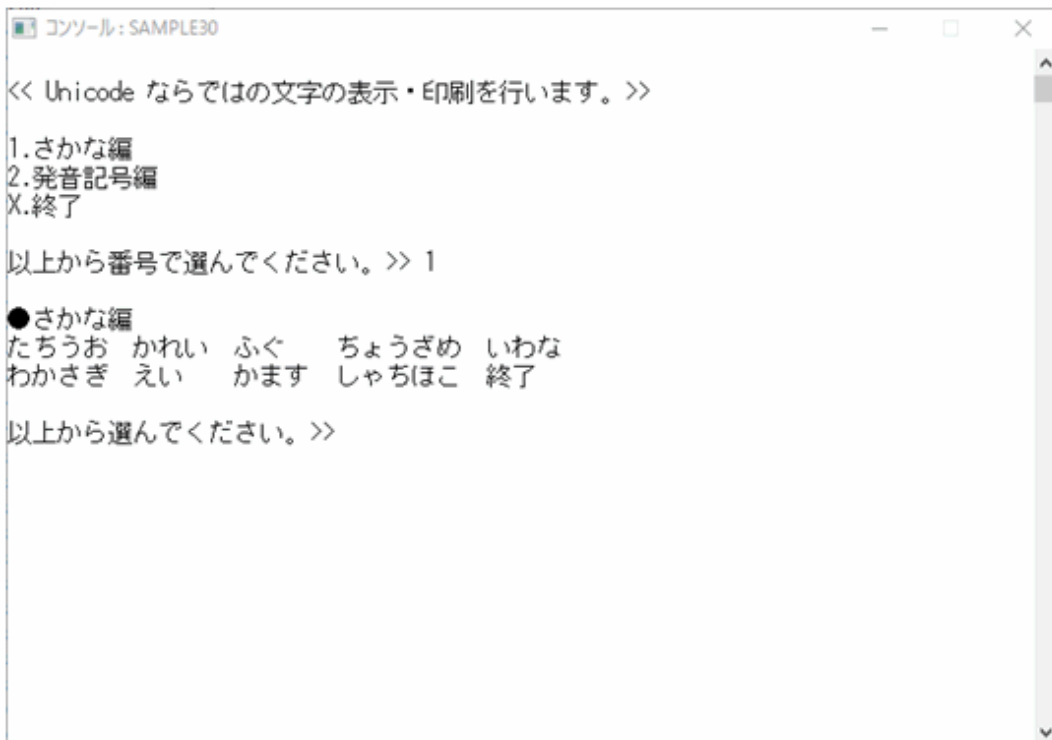 コンソール : SAMPLE30
<< Unicode ならではの文字の表示・印刷を行います。>>
1.さかな編
2.発音記号編
X.終了
以上から番号で選んでください。>> 1
●さかな編
たちうお　かれい　ふぐ　　ちょうざめ　いわな
わかさぎ　えい　　かます　しゃちほこ　終了
以上から選んでください。>>